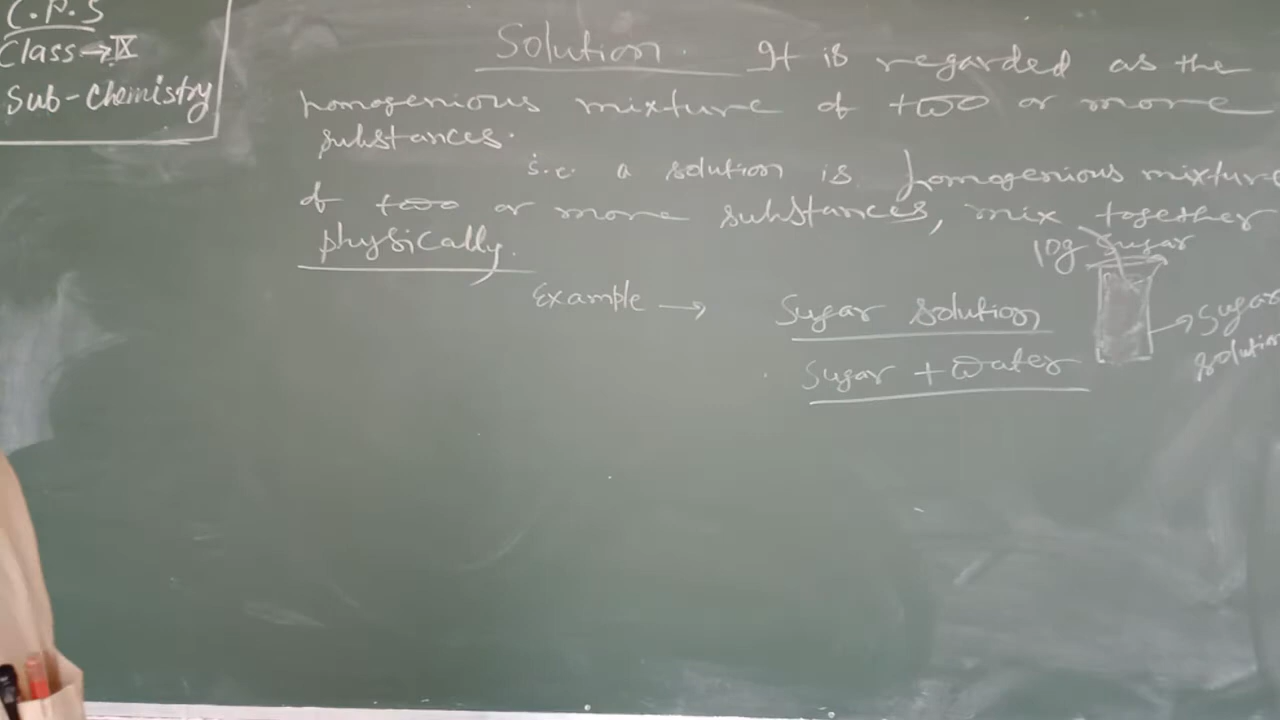 C.P.S
Class → IX
Sub - Chemistry
Solution. It is regarded as the
homogenious mixture of two or more
substances.
i.e. a solution is homogenious mixture
of two or more substances, mix together
physically.
10g Sugar
Example → Sugar solution
Sugar solution
Sugar + Water